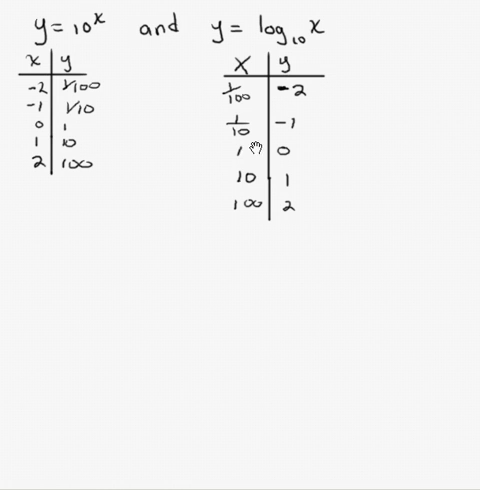 y = 10^x and y = log₁₀ x
x | y
-2 | 1/100
-1 | 1/10
0 | 1
1 | 10
2 | 100
x | y
1/100 | -2
1/10 | -1
1 | 0
10 | 1
100 | 2